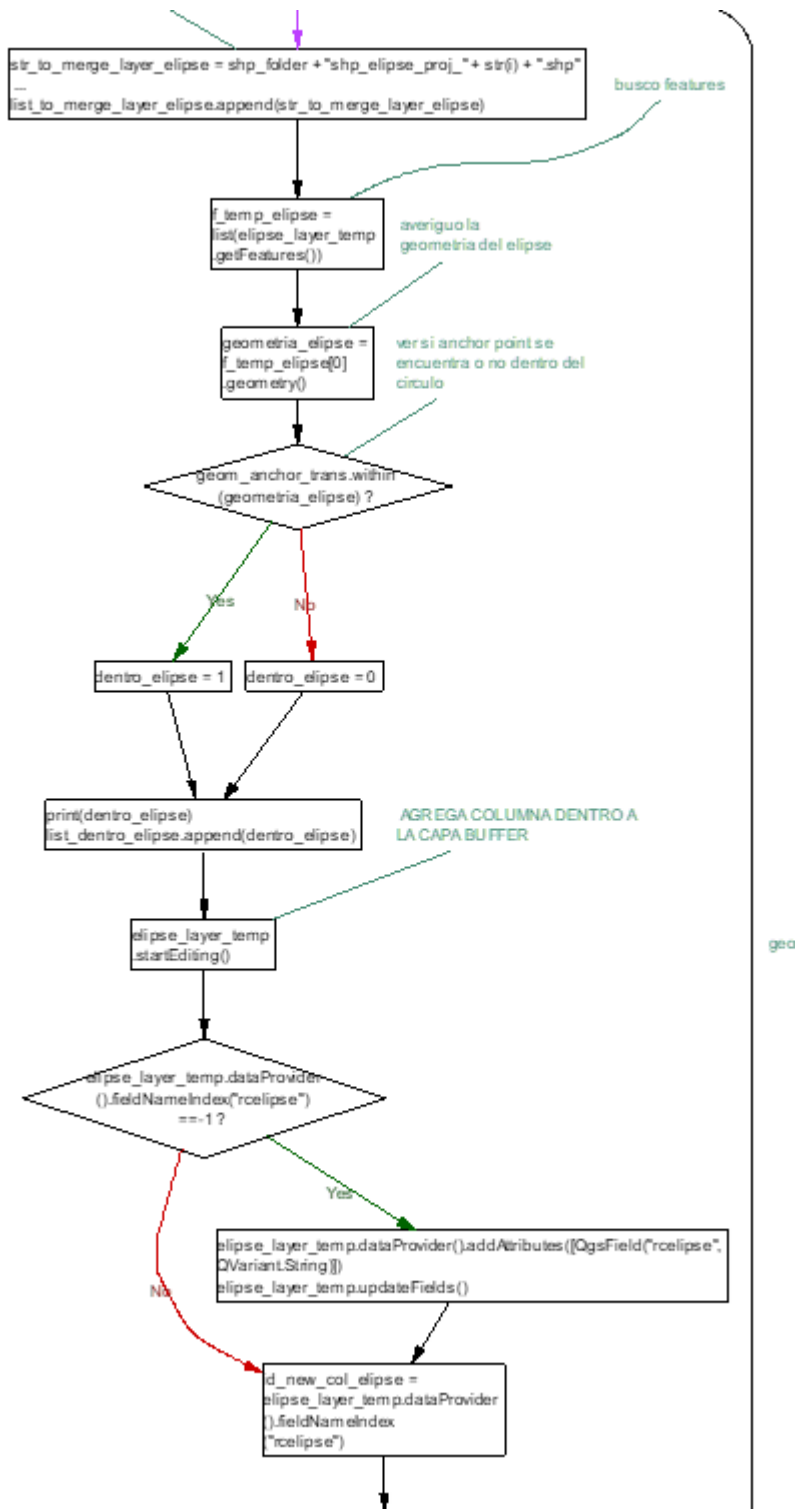 str_to_merge_layer_elipse = shp_folder +"shp_elipse_proj_"+ str(i) + ".shp"
...
list_to_merge_layer_elipse.append(str_to_merge_layer_elipse)
busco features
f_temp_elipse =
list(elipse_layer_temp
.getFeatures())
averiguo la
geometria del elipse
geometria_elipse =
f_temp_elipse[0]
.geometry()
ver si anchor point se
encuentra o no dentro del
circulo
geom_anchor_trans.within
(geometria_elipse) ?
Yes
No
dentro_elipse = 1
dentro_elipse = 0
print(dentro_elipse)
list_dentro_elipse.append(dentro_elipse)
AGREGA COLUMNA DENTRO A
LA CAPA BUFFER
elipse_layer_temp
.startEditing()
geo
elipse_layer_temp.dataProvider
().fieldNameIndex("rcelipse")
==-1 ?
Yes
No
elipse_layer_temp.dataProvider().addAttributes([QgsField("rcelipse",
QVariant.String)])
elipse_layer_temp.updateFields()
id_new_col_elipse =
elipse_layer_temp.dataProvider
().fieldNameIndex
("rcelipse")